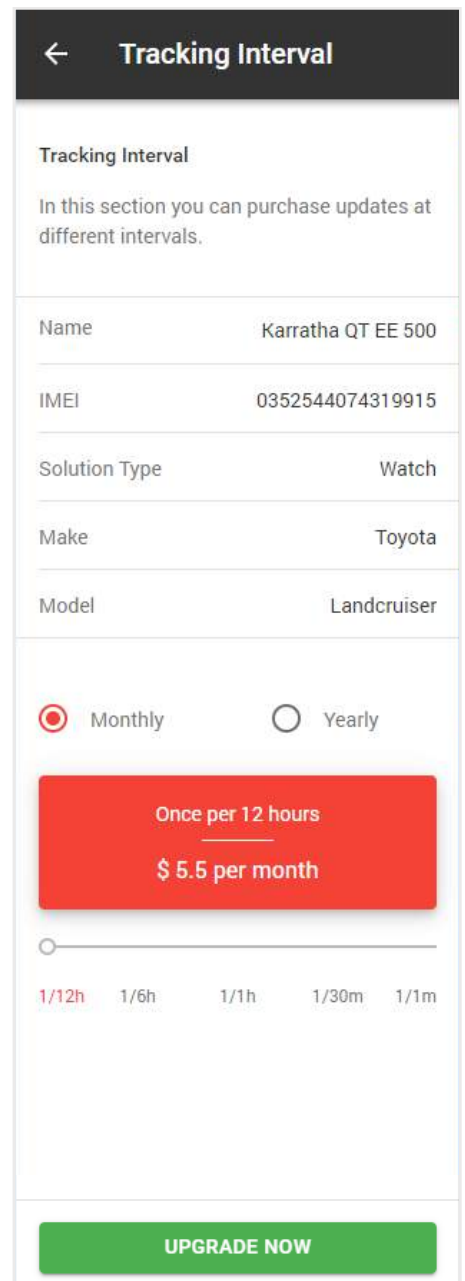 Tracking Interval
Tracking Interval
In this section you can purchase updates at
different intervals.
Name Karratha QT EE 500
IMEI 0352544074319915
Solution Type Watch
Make Toyota
Model Landcruiser
Monthly Yearly
Once per 12 hours
$ 5.5 per month
1/12h 1/6h 1/1h 1/30m 1/1m
UPGRADE NOW